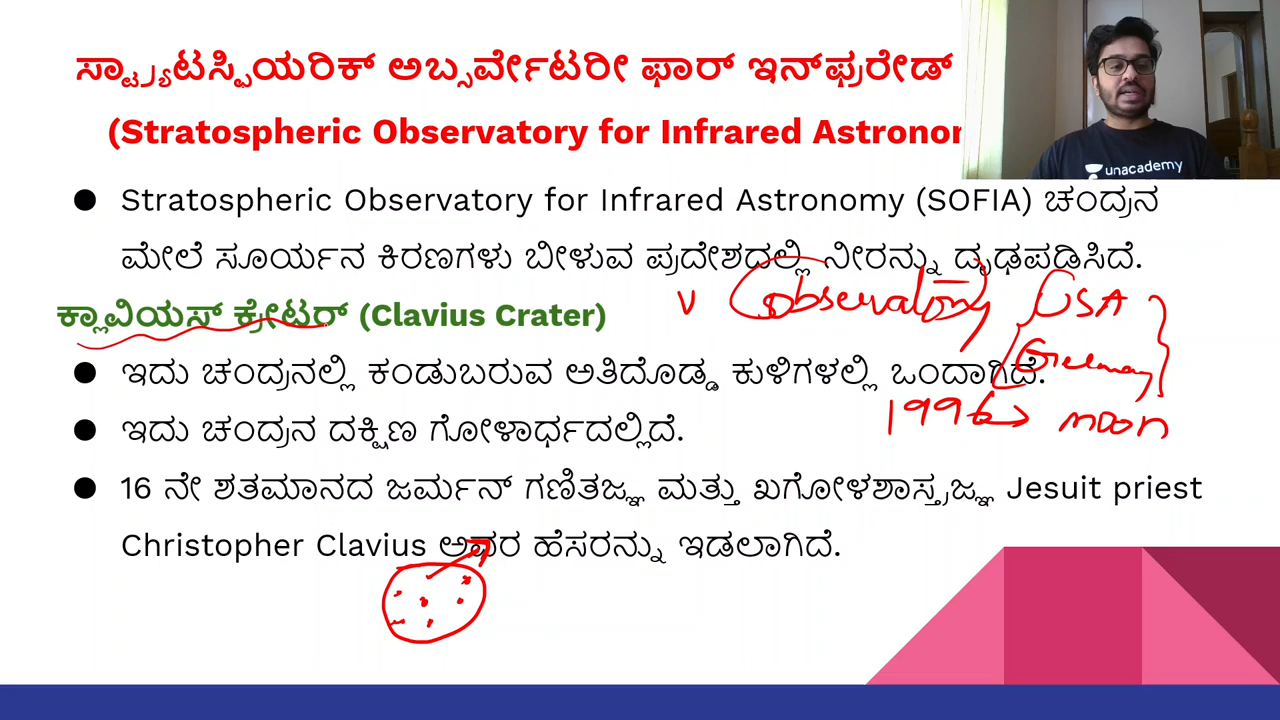 ಸ್ಟ್ರ್ಯಾಟಸ್ಫಿಯರಿಕ್ ಅಬ್ಸರ್ವೇಟರೀ ಫಾರ್ ಇನ್‌ಫ್ರರೇಡ್
(Stratospheric Observatory for Infrared Astronor
unacademy
● Stratospheric Observatory for Infrared Astronomy (SOFIA) ಚಂದ್ರನ
ಮೇಲೆ ಸೂರ್ಯನ ಕಿರಣಗಳು ಬೀಳುವ ಪ್ರದೇಶದಲ್ಲಿ ನೀರನ್ನು ದೃಢಪಡಿಸಿದೆ.
Observatory USA
ಕ್ಲಾವಿಯಸ್ ಕ್ರೇಟರ್ (Clavius Crater)
Germany
● ಇದು ಚಂದ್ರನಲ್ಲಿ ಕಂಡುಬರುವ ಅತಿದೊಡ್ಡ ಕುಳಿಗಳಲ್ಲಿ ಒಂದಾಗಿದೆ.
1996 → moon
● ಇದು ಚಂದ್ರನ ದಕ್ಷಿಣ ಗೋಳಾರ್ಧದಲ್ಲಿದೆ.
● 16 ನೇ ಶತಮಾನದ ಜರ್ಮನ್ ಗಣಿತಜ್ಞ ಮತ್ತು ಖಗೋಳಶಾಸ್ತ್ರಜ್ಞ Jesuit priest
Christopher Clavius ಅವರ ಹೆಸರನ್ನು ಇಡಲಾಗಿದೆ.